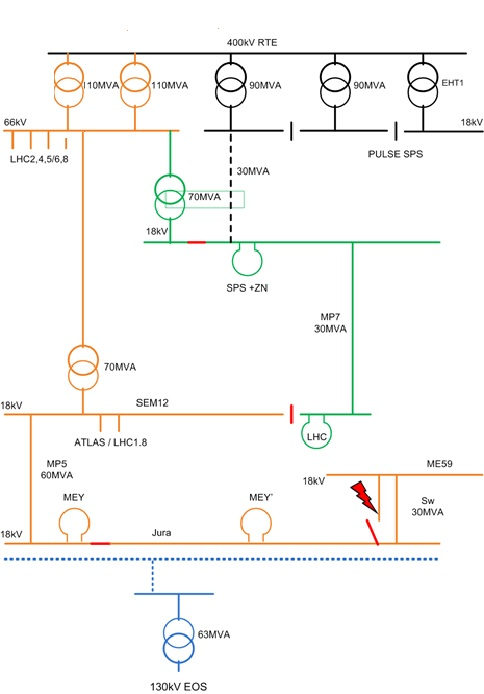 400kV RTE
110MVA
110MVA
90MVA
90MVA
EHT1
66kV
18kV
LHC2,4,5/6,8
PULSE SPS
30MVA
70MVA
18kV
SPS +ZNI
MP7
30MVA
70MVA
18kV
SEM12
ATLAS / LHC1.8
LHC
MP5
60MVA
ME59
18kV
MEY
MEY'
Sw
30MVA
18kV
Jura
63MVA
130kV EOS